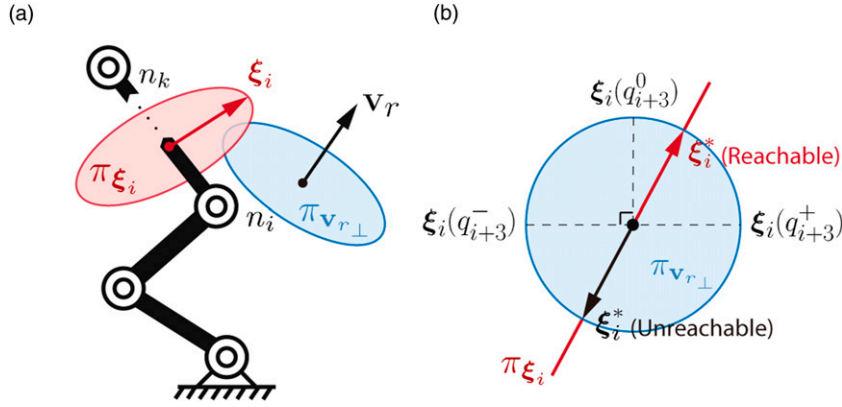 (a)
n_k
ξ_i
v_r
π_{ξ_i}
n_i
π_{v_{r⊥}}
(b)
ξ_i(q^0_{i+3})
ξ^*_i (Reachable)
ξ_i(q^-_{i+3})
ξ_i(q^+_{i+3})
π_{v_{r⊥}}
ξ^*_i (Unreachable)
π_{ξ_i}